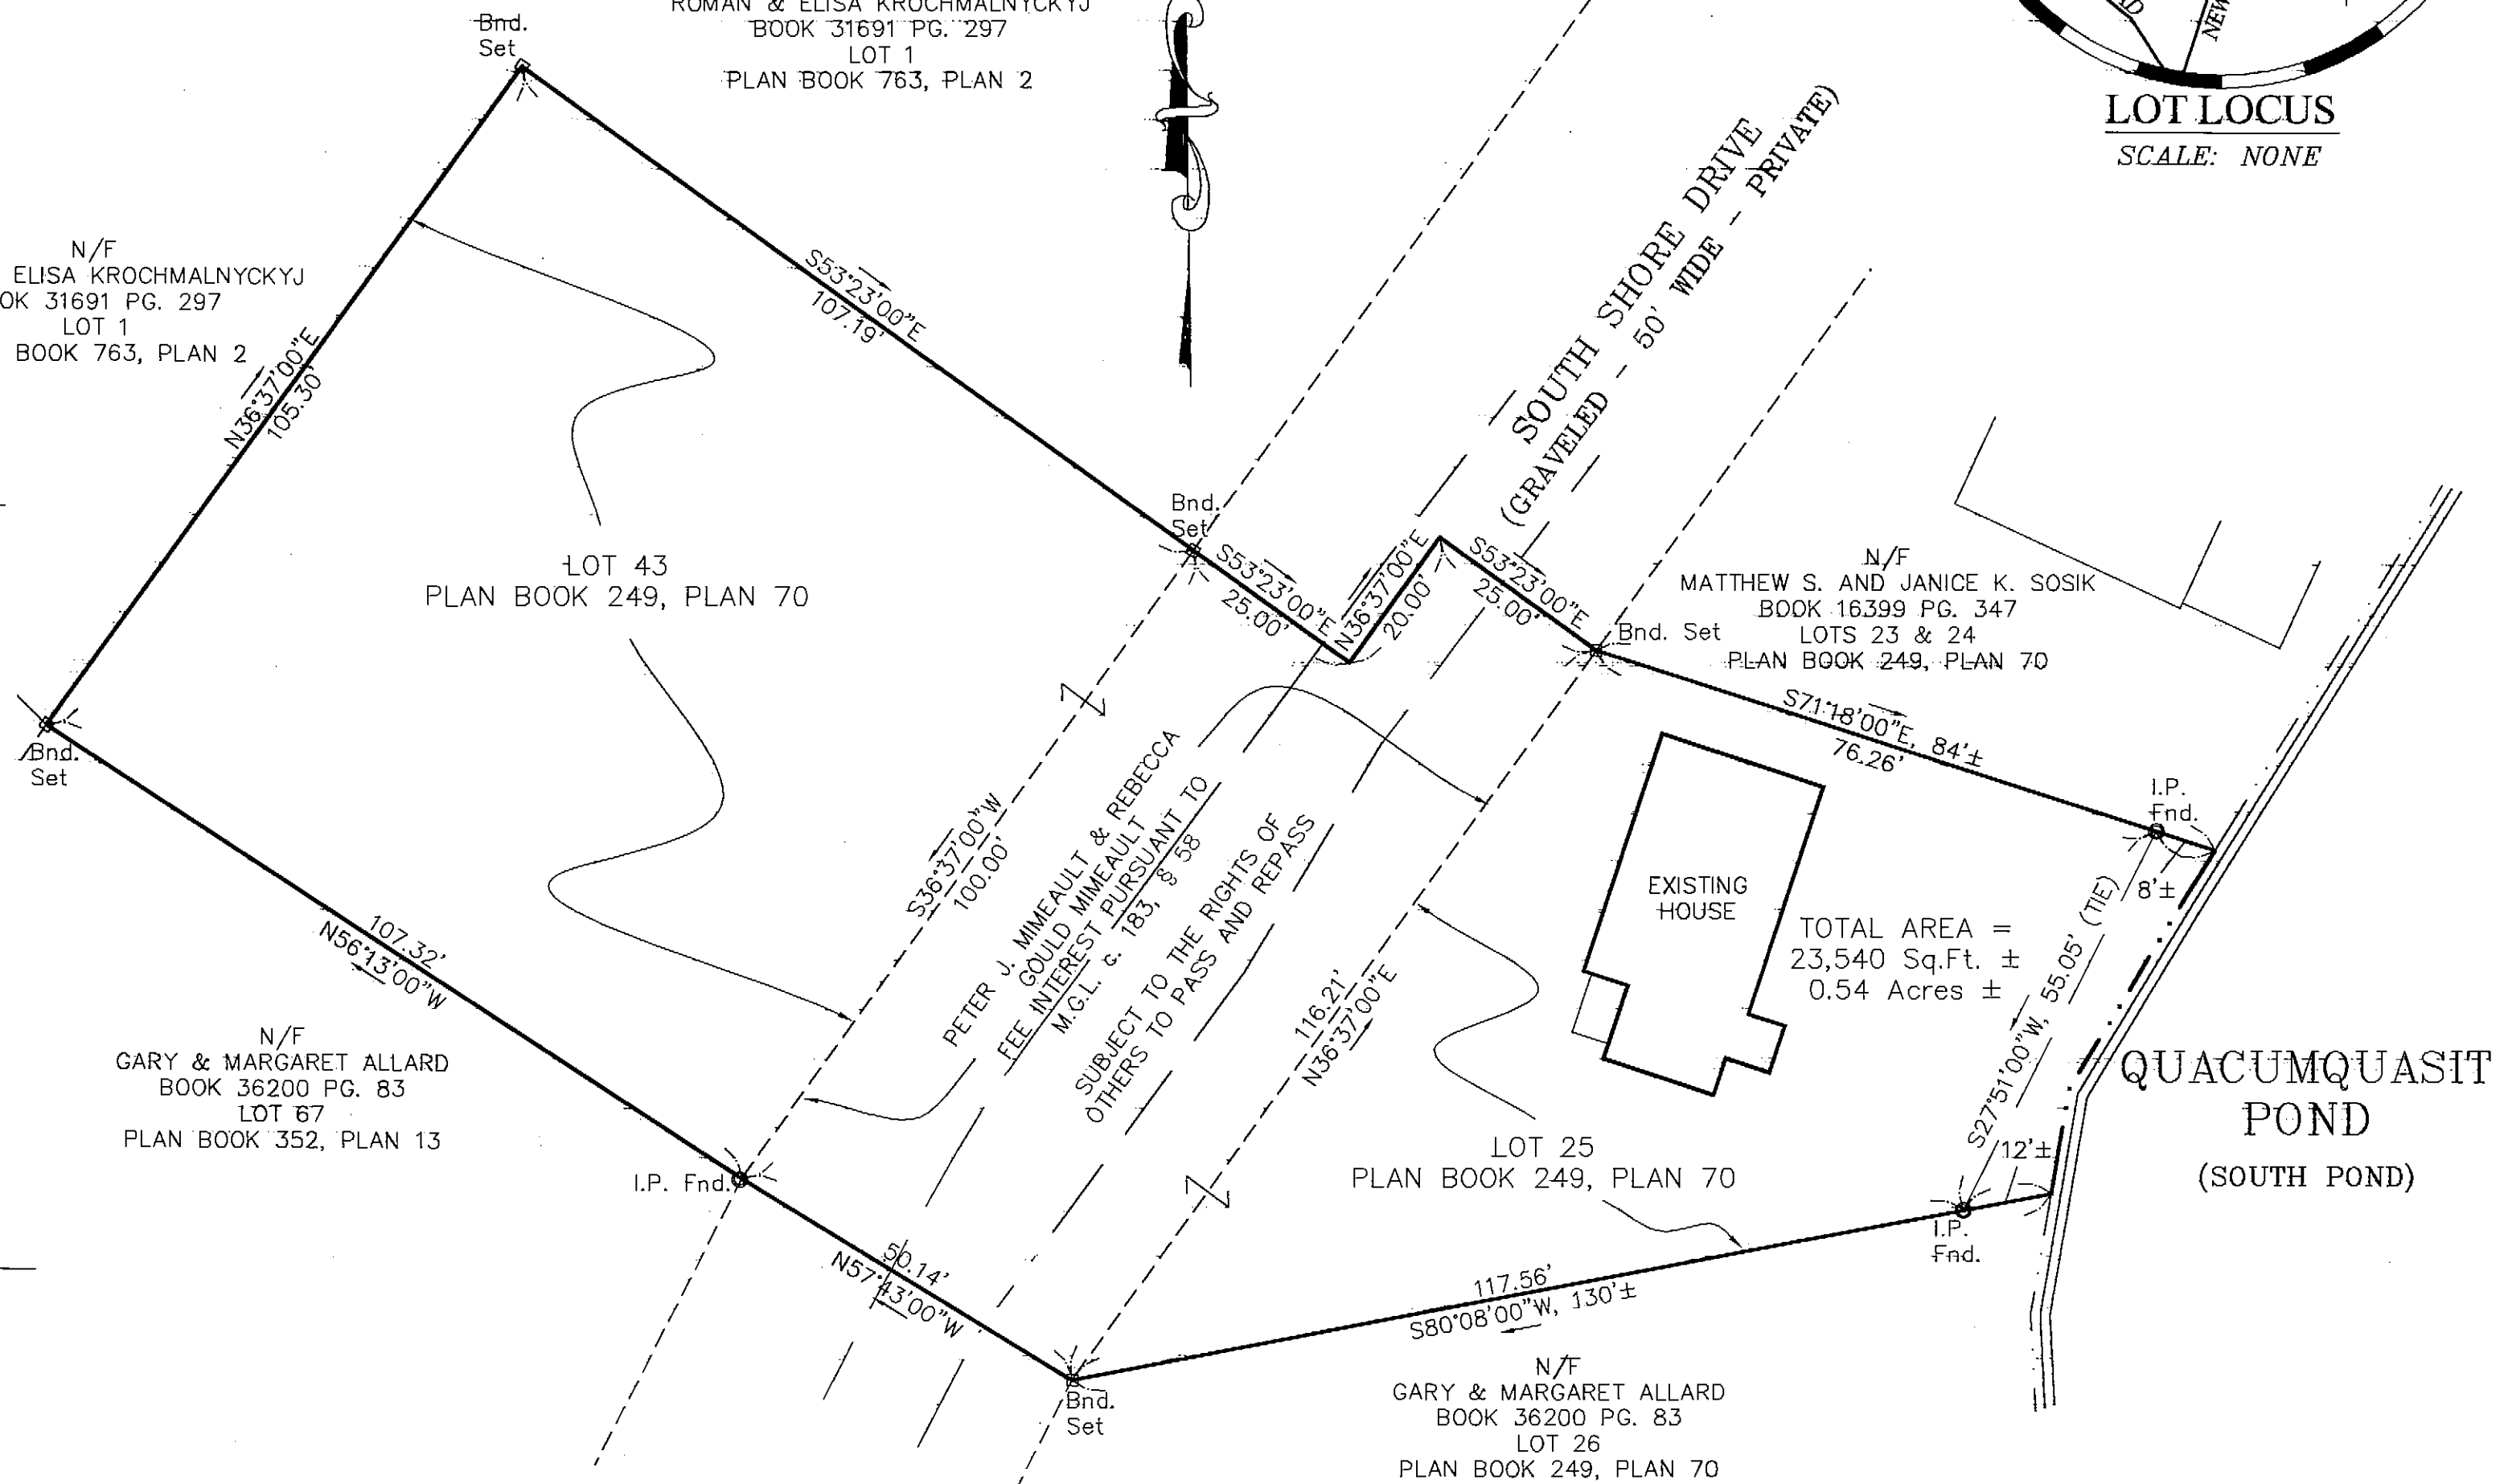 Bnd.
Set
ROMAN & ELISA KROCHMALNYCKYJ
BOOK 31691 PG. 297
LOT 1
PLAN BOOK 763, PLAN 2
NEW
LOT LOCUS
SCALE: NONE
N/F
ELISA KROCHMALNYCKYJ
OK 31691 PG. 297
LOT 1
BOOK 763, PLAN 2
N36°37'00"E
105.30'
S53°23'00"E
107.19'
SOUTH SHORE DRIVE
(GRAVELED - 50' WIDE - PRIVATE)
Bnd.
Set
S53°23'00"E
25.00'
N36°37'00"E
20.00'
S53°23'00"E
25.00'
Bnd. Set
N/F
MATTHEW S. AND JANICE K. SOSIK
BOOK 16399 PG. 347
LOTS 23 & 24
PLAN BOOK 249, PLAN 70
LOT 43
PLAN BOOK 249, PLAN 70
Bnd.
Set
S71°18'00"E, 84'±
76.26'
I.P.
Fnd.
8'±
S36°37'00"W
100.00'
PETER J. MIMEAULT & REBECCA
GOULD MIMEAULT
FEE INTEREST PURSUANT TO
M.G.L. c. 183, § 58
SUBJECT TO THE RIGHTS OF
OTHERS TO PASS AND REPASS
116.21'
N36°37'00"E
EXISTING
HOUSE
TOTAL AREA =
23,540 Sq.Ft. ±
0.54 Acres ±
S27°51'00"W, 55.05' (TIE)
12'±
QUACUMQUASIT
POND
(SOUTH POND)
107.32'
N56°13'00"W
N/F
GARY & MARGARET ALLARD
BOOK 36200 PG. 83
LOT 67
PLAN BOOK 352, PLAN 13
I.P. Fnd.
LOT 25
PLAN BOOK 249, PLAN 70
I.P.
Fnd.
50.14'
N57°43'00"W
117.56'
S80°08'00"W, 130'±
Bnd.
Set
N/F
GARY & MARGARET ALLARD
BOOK 36200 PG. 83
LOT 26
PLAN BOOK 249, PLAN 70